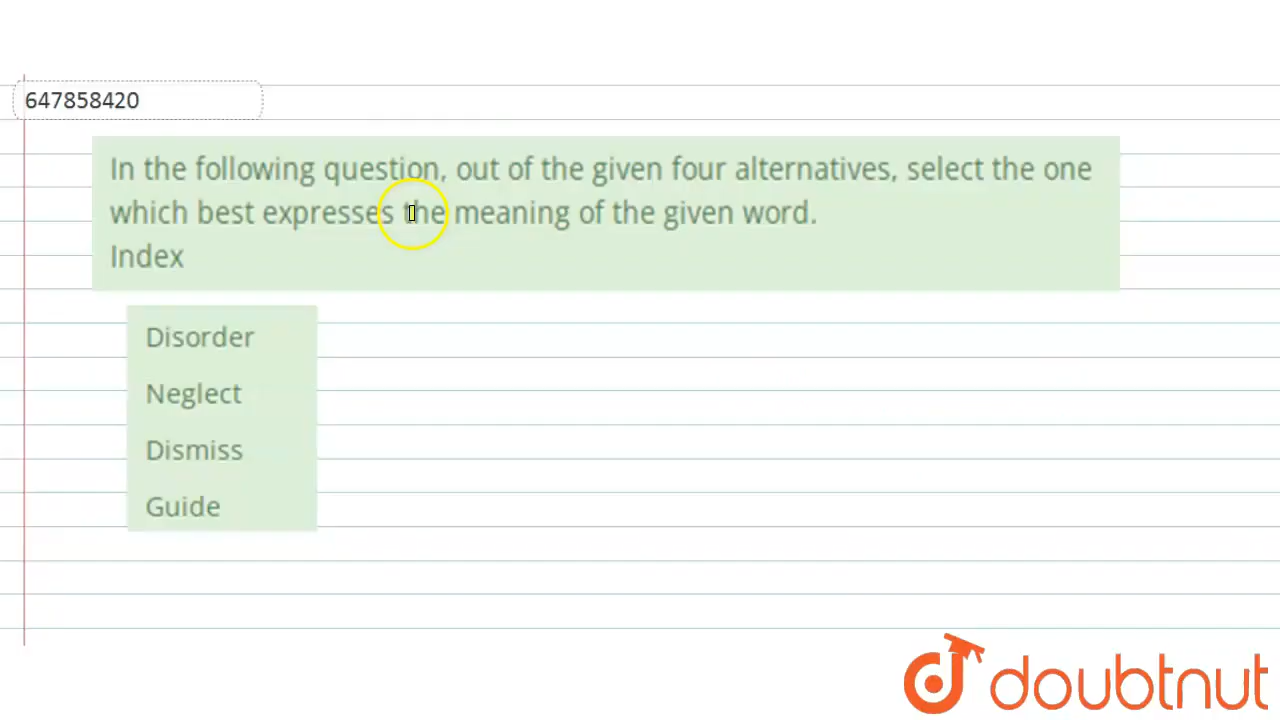 647858420
In the following question, out of the given four alternatives, select the one
which best expresses the meaning of the given word.
Index
Disorder
Neglect
Dismiss
Guide
doubtnut